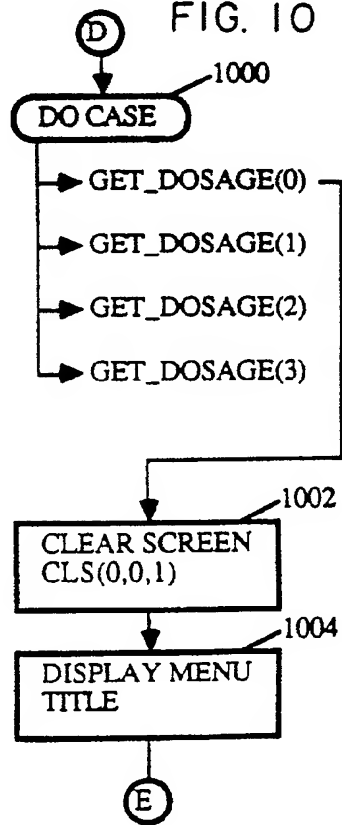 FIG. 10
D
1000
DO CASE
GET_DOSAGE(0)
GET_DOSAGE(1)
GET_DOSAGE(2)
GET_DOSAGE(3)
1002
CLEAR SCREEN
CLS(0,0,1)
1004
DISPLAY MENU
TITLE
E